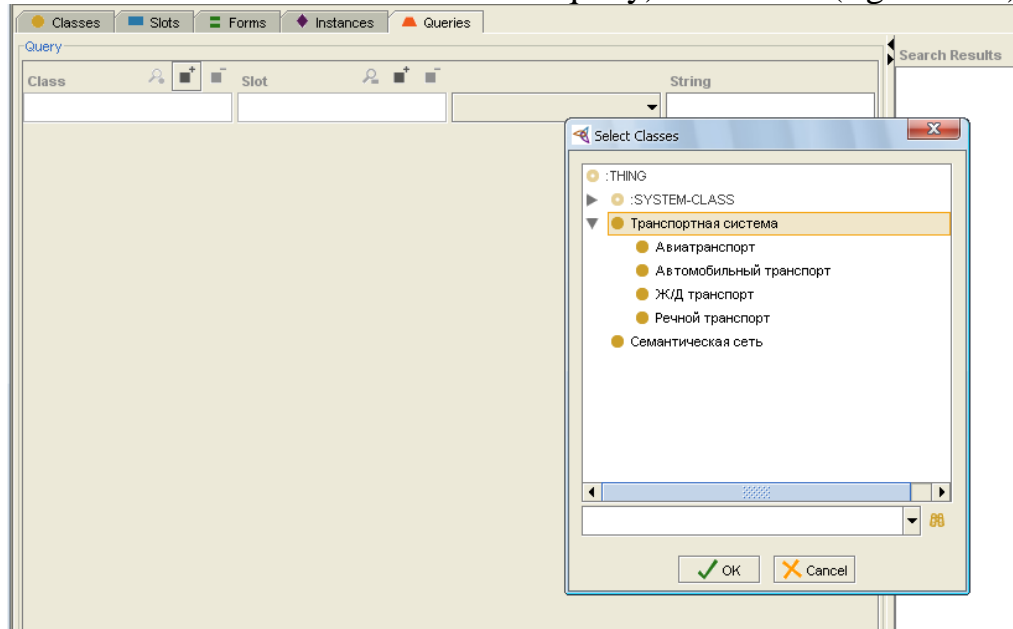 Classes Slots Forms Instances Queries
Query
Search Results
Class Slot String
Select Classes
:THING
:SYSTEM-CLASS
Транспортная система
Авиатранспорт
Автомобильный транспорт
Ж/Д транспорт
Речной транспорт
Семантическая сеть
OK Cancel